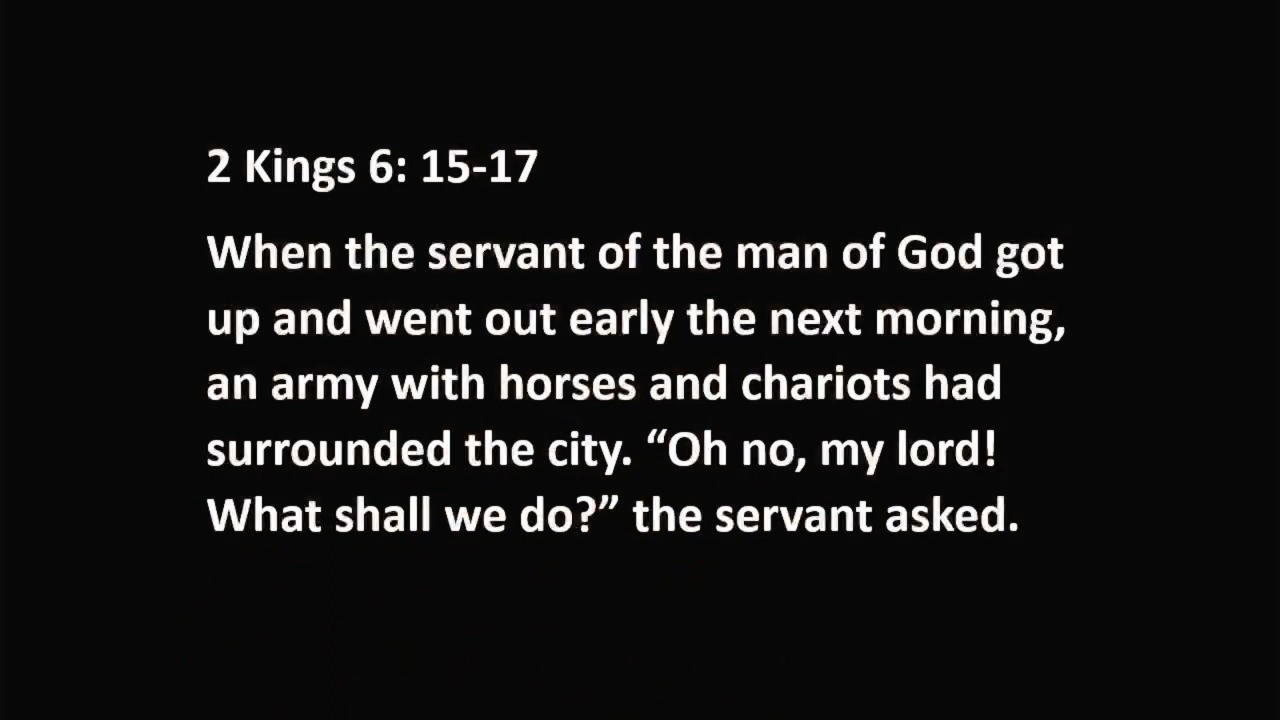 2 Kings 6: 15-17
When the servant of the man of God got
up and went out early the next morning,
an army with horses and chariots had
surrounded the city. “Oh no, my lord!
What shall we do?” the servant asked.